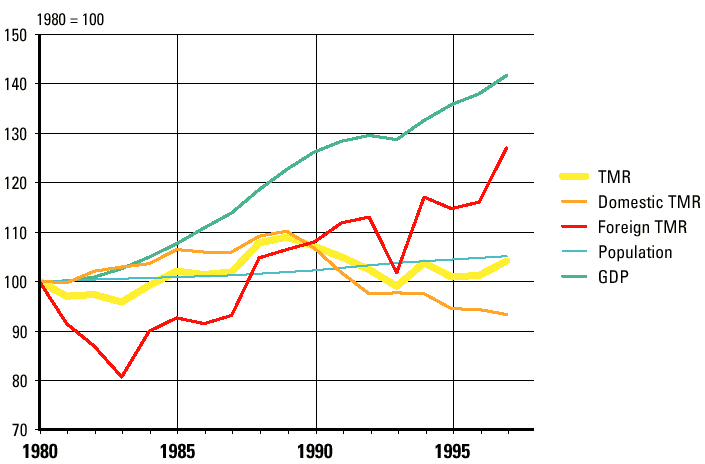 1980 = 100
150
140
130
120
110
100
90
80
70
1980 1985 1990 1995
TMR
Domestic TMR
Foreign TMR
Population
GDP